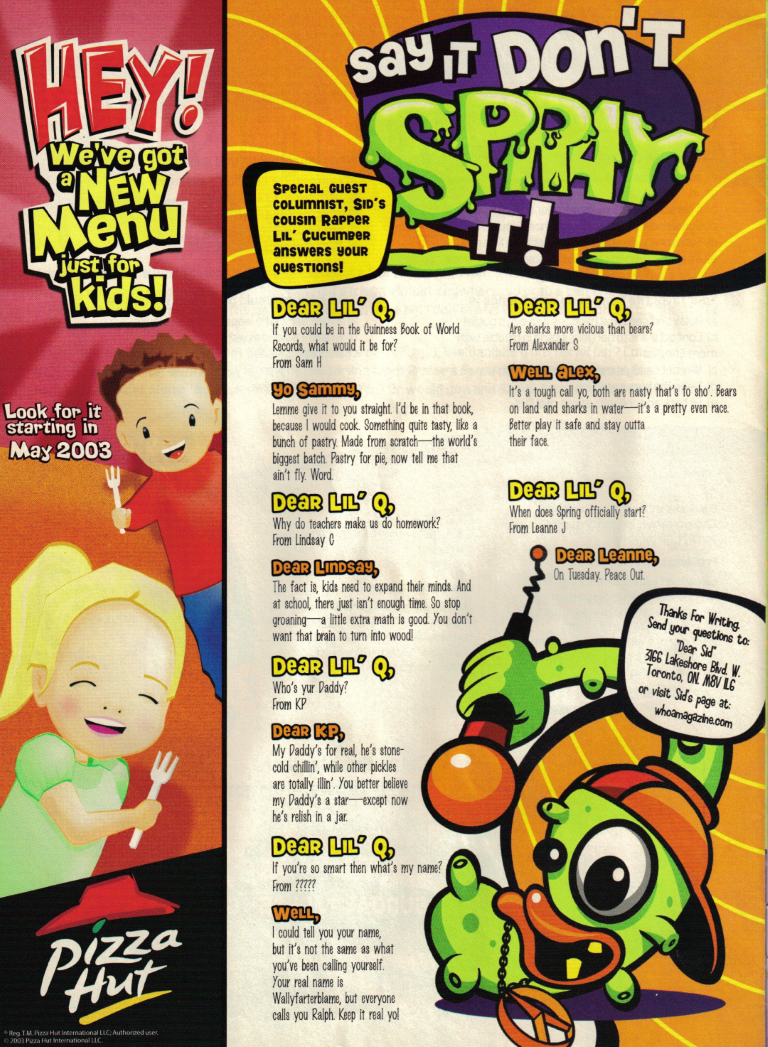 HEY!
We've got
a NEW
Menu
just for
kids!
Look for it
starting in
May 2003
Pizza
Hut
® Reg. T.M. Pizza Hut International LLC; Authorized user.
© 2003 Pizza Hut International LLC.
Say it Don't
SPRAY
it!
Special guest
columnist, Sid's
cousin Rapper
Lil' Cucumber
answers your
questions!
Dear Lil' Q,
If you could be in the Guinness Book of World
Records, what would it be for?
From Sam H
Yo Sammy,
Lemme give it to you straight. I'd be in that book,
because I would cook. Something quite tasty, like a
bunch of pastry. Made from scratch—the world's
biggest batch. Pastry for pie, now tell me that
ain't fly. Word.
Dear Lil' Q,
Why do teachers make us do homework?
From Lindsay G
Dear Lindsay,
The fact is, kids need to expand their minds. And
at school, there just isn't enough time. So stop
groaning—a little extra math is good. You don't
want that brain to turn into wood!
Dear Lil' Q,
Who's yur Daddy?
From KP
Dear KP,
My Daddy's for real, he's stone-
cold chillin', while other pickles
are totally illin'. You better believe
my Daddy's a star—except now
he's relish in a jar.
Dear Lil' Q,
If you're so smart then what's my name?
From ?????
Well,
I could tell you your name,
but it's not the same as what
you've been calling yourself.
Your real name is
Wallyfarterblame, but everyone
calls you Ralph. Keep it real yo!
Dear Lil' Q,
Are sharks more vicious than bears?
From Alexander S
Well Alex,
It's a tough call yo, both are nasty that's fo sho'. Bears
on land and sharks in water—it's a pretty even race.
Better play it safe and stay outta
their face.
Dear Lil' Q,
When does Spring officially start?
From Leanne J
Dear Leanne,
On Tuesday. Peace Out.
Thanks For Writing.
Send your questions to:
"Dear Sid"
3166 Lakeshore Blvd. W.
Toronto, ON. M8V 1L6
or visit Sid's page at:
whoamagazine.com